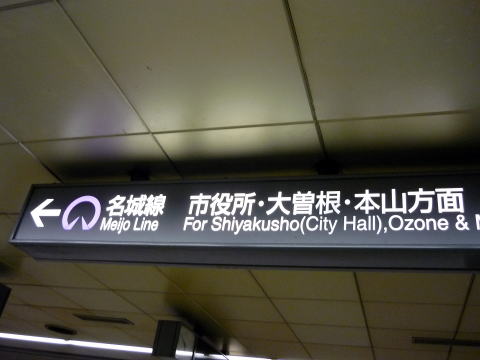 名城線 市役所・大曽根・本山方面
Meijo Line For Shiyakusho(City Hall),Ozone &